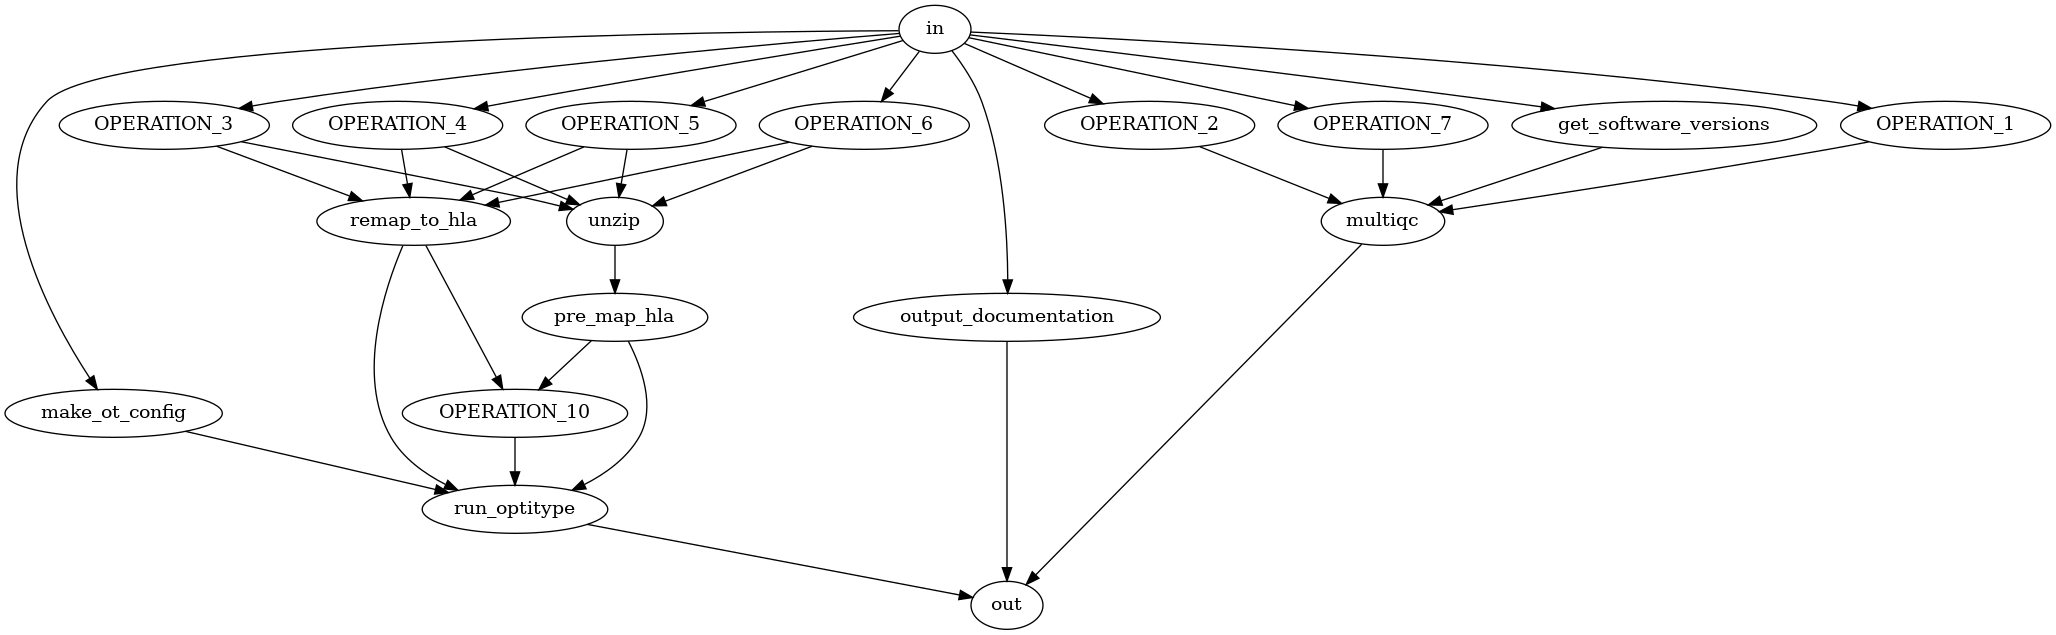 in
OPERATION_3
OPERATION_4
OPERATION_5
OPERATION_6
OPERATION_2
OPERATION_7
get_software_versions
OPERATION_1
remap_to_hla
unzip
multiqc
pre_map_hla
output_documentation
make_ot_config
OPERATION_10
run_optitype
out